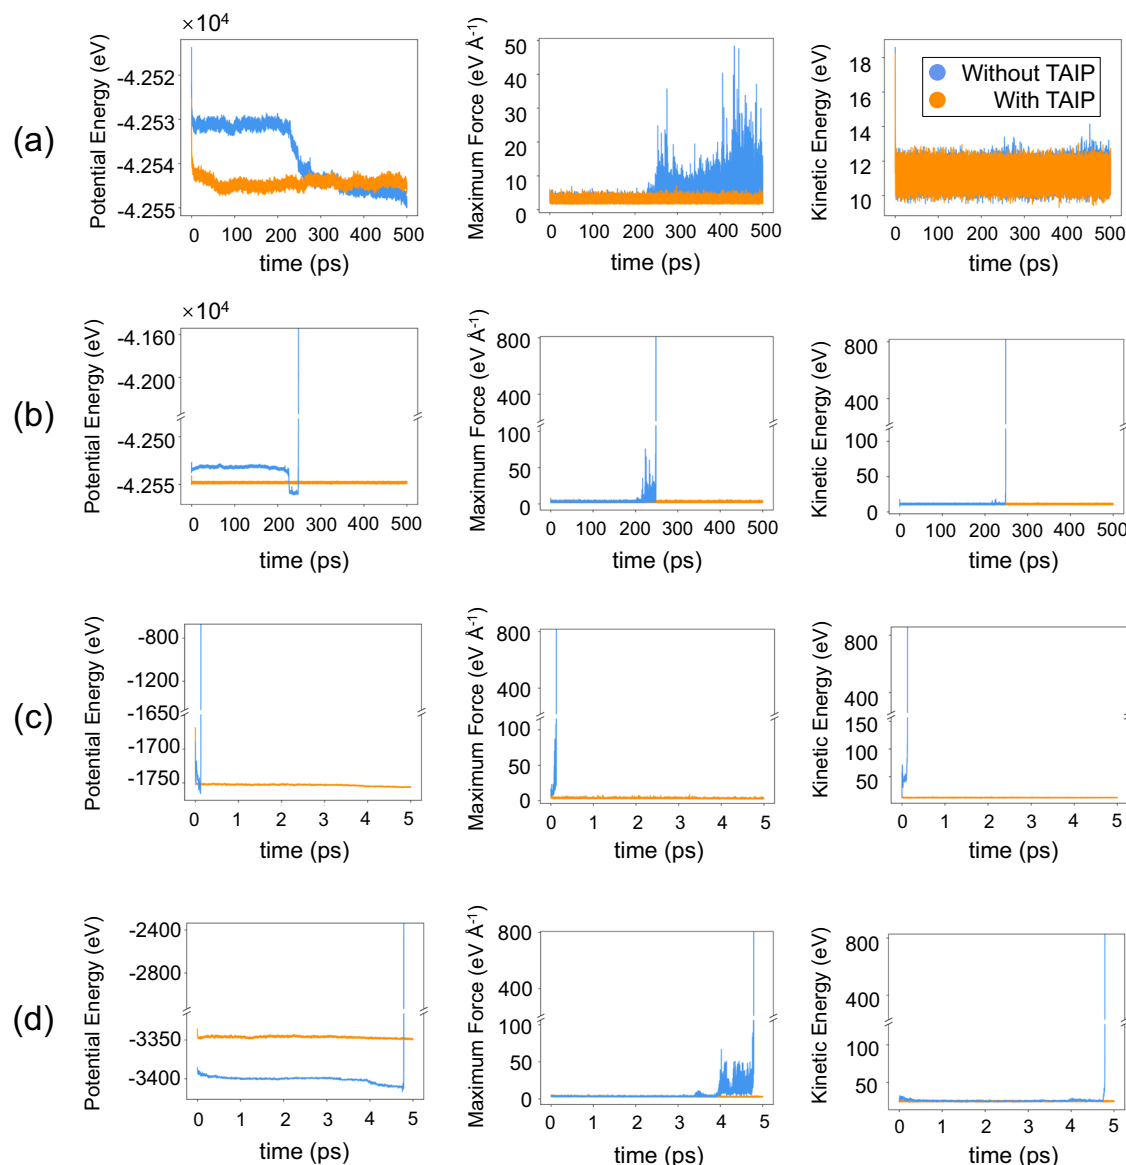 ×10⁴
(a)
Potential Energy (eV)
-4.252
-4.253
-4.254
-4.255
0 100 200 300 400 500
time (ps)
Maximum Force (eV Å⁻¹)
50
40
30
20
10
0
0 100 200 300 400 500
time (ps)
Kinetic Energy (eV)
18
16
14
12
10
0 100 200 300 400 500
time (ps)
Without TAIP
With TAIP
×10⁴
(b)
Potential Energy (eV)
-4.160
-4.200
-4.250
-4.255
0 100 200 300 400 500
time (ps)
Maximum Force (eV Å⁻¹)
800
400
100
50
0
0 100 200 300 400 500
time (ps)
Kinetic Energy (eV)
800
400
100
50
0
0 100 200 300 400 500
time (ps)
(c)
Potential Energy (eV)
-800
-1200
-1650
-1700
-1750
0 1 2 3 4 5
time (ps)
Maximum Force (eV Å⁻¹)
800
400
100
50
0
0 1 2 3 4 5
time (ps)
Kinetic Energy (eV)
800
400
150
100
50
0 1 2 3 4 5
time (ps)
(d)
Potential Energy (eV)
-2400
-2800
-3350
-3400
0 1 2 3 4 5
time (ps)
Maximum Force (eV Å⁻¹)
800
400
100
50
0
0 1 2 3 4 5
time (ps)
Kinetic Energy (eV)
800
400
100
50
0 1 2 3 4 5
time (ps)